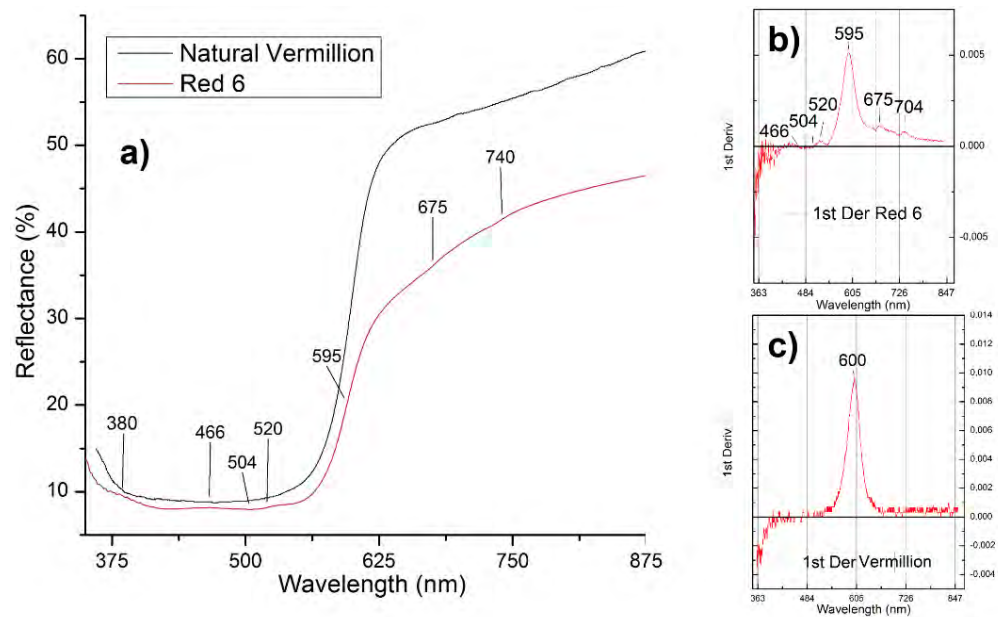 60
50
40
30
20
10
Reflectance (%)
Natural Vermillion
Red 6
a)
380
466
504
520
595
675
740
375 500 625 750 875
Wavelength (nm)
b)
595
466
504
520
675
704
0.005
0.000
-0,005
1st Deriv
1st Der Red 6
363 484 605 726 847
Wavelength (nm)
c)
600
0.014
0.010
0.008
0.006
0.004
0.002
0.000
-0.002
-0.004
1st Deriv
1st Der Vermillion
363 484 605 726 847
Wavelength (nm)